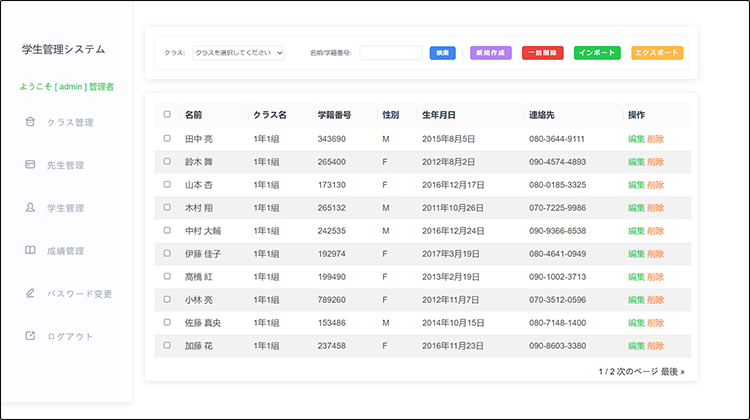 学生管理システム
ようこそ [ admin ] 管理者
クラス管理
先生管理
学生管理
成績管理
パスワード変更
ログアウト
クラス: クラスを選択してください 名前/学籍番号: 検索 新規作成 一括削除 インポート エクスポート
名前 クラス名 学籍番号 性別 生年月日 連絡先 操作
田中 亮 1年1組 343690 M 2015年8月5日 080-3644-9111 編集 削除
鈴木 舞 1年1組 265400 F 2012年8月2日 090-4574-4893 編集 削除
山本 杏 1年1組 173130 F 2016年12月17日 080-0185-3325 編集 削除
木村 翔 1年1組 265132 M 2011年10月26日 070-7225-9986 編集 削除
中村 大輔 1年1組 242535 M 2016年12月24日 090-9366-8538 編集 削除
伊藤 佳子 1年1組 192974 F 2017年3月19日 080-4641-0949 編集 削除
高橋 紅 1年1組 199490 F 2013年2月19日 090-1002-3713 編集 削除
小林 亮 1年1組 789260 F 2012年11月7日 070-3512-0596 編集 削除
佐藤 真央 1年1組 153486 M 2014年10月15日 080-7148-1400 編集 削除
加藤 花 1年1組 237458 F 2016年11月23日 090-8603-3380 編集 削除
1 / 2 次のページ 最後 »